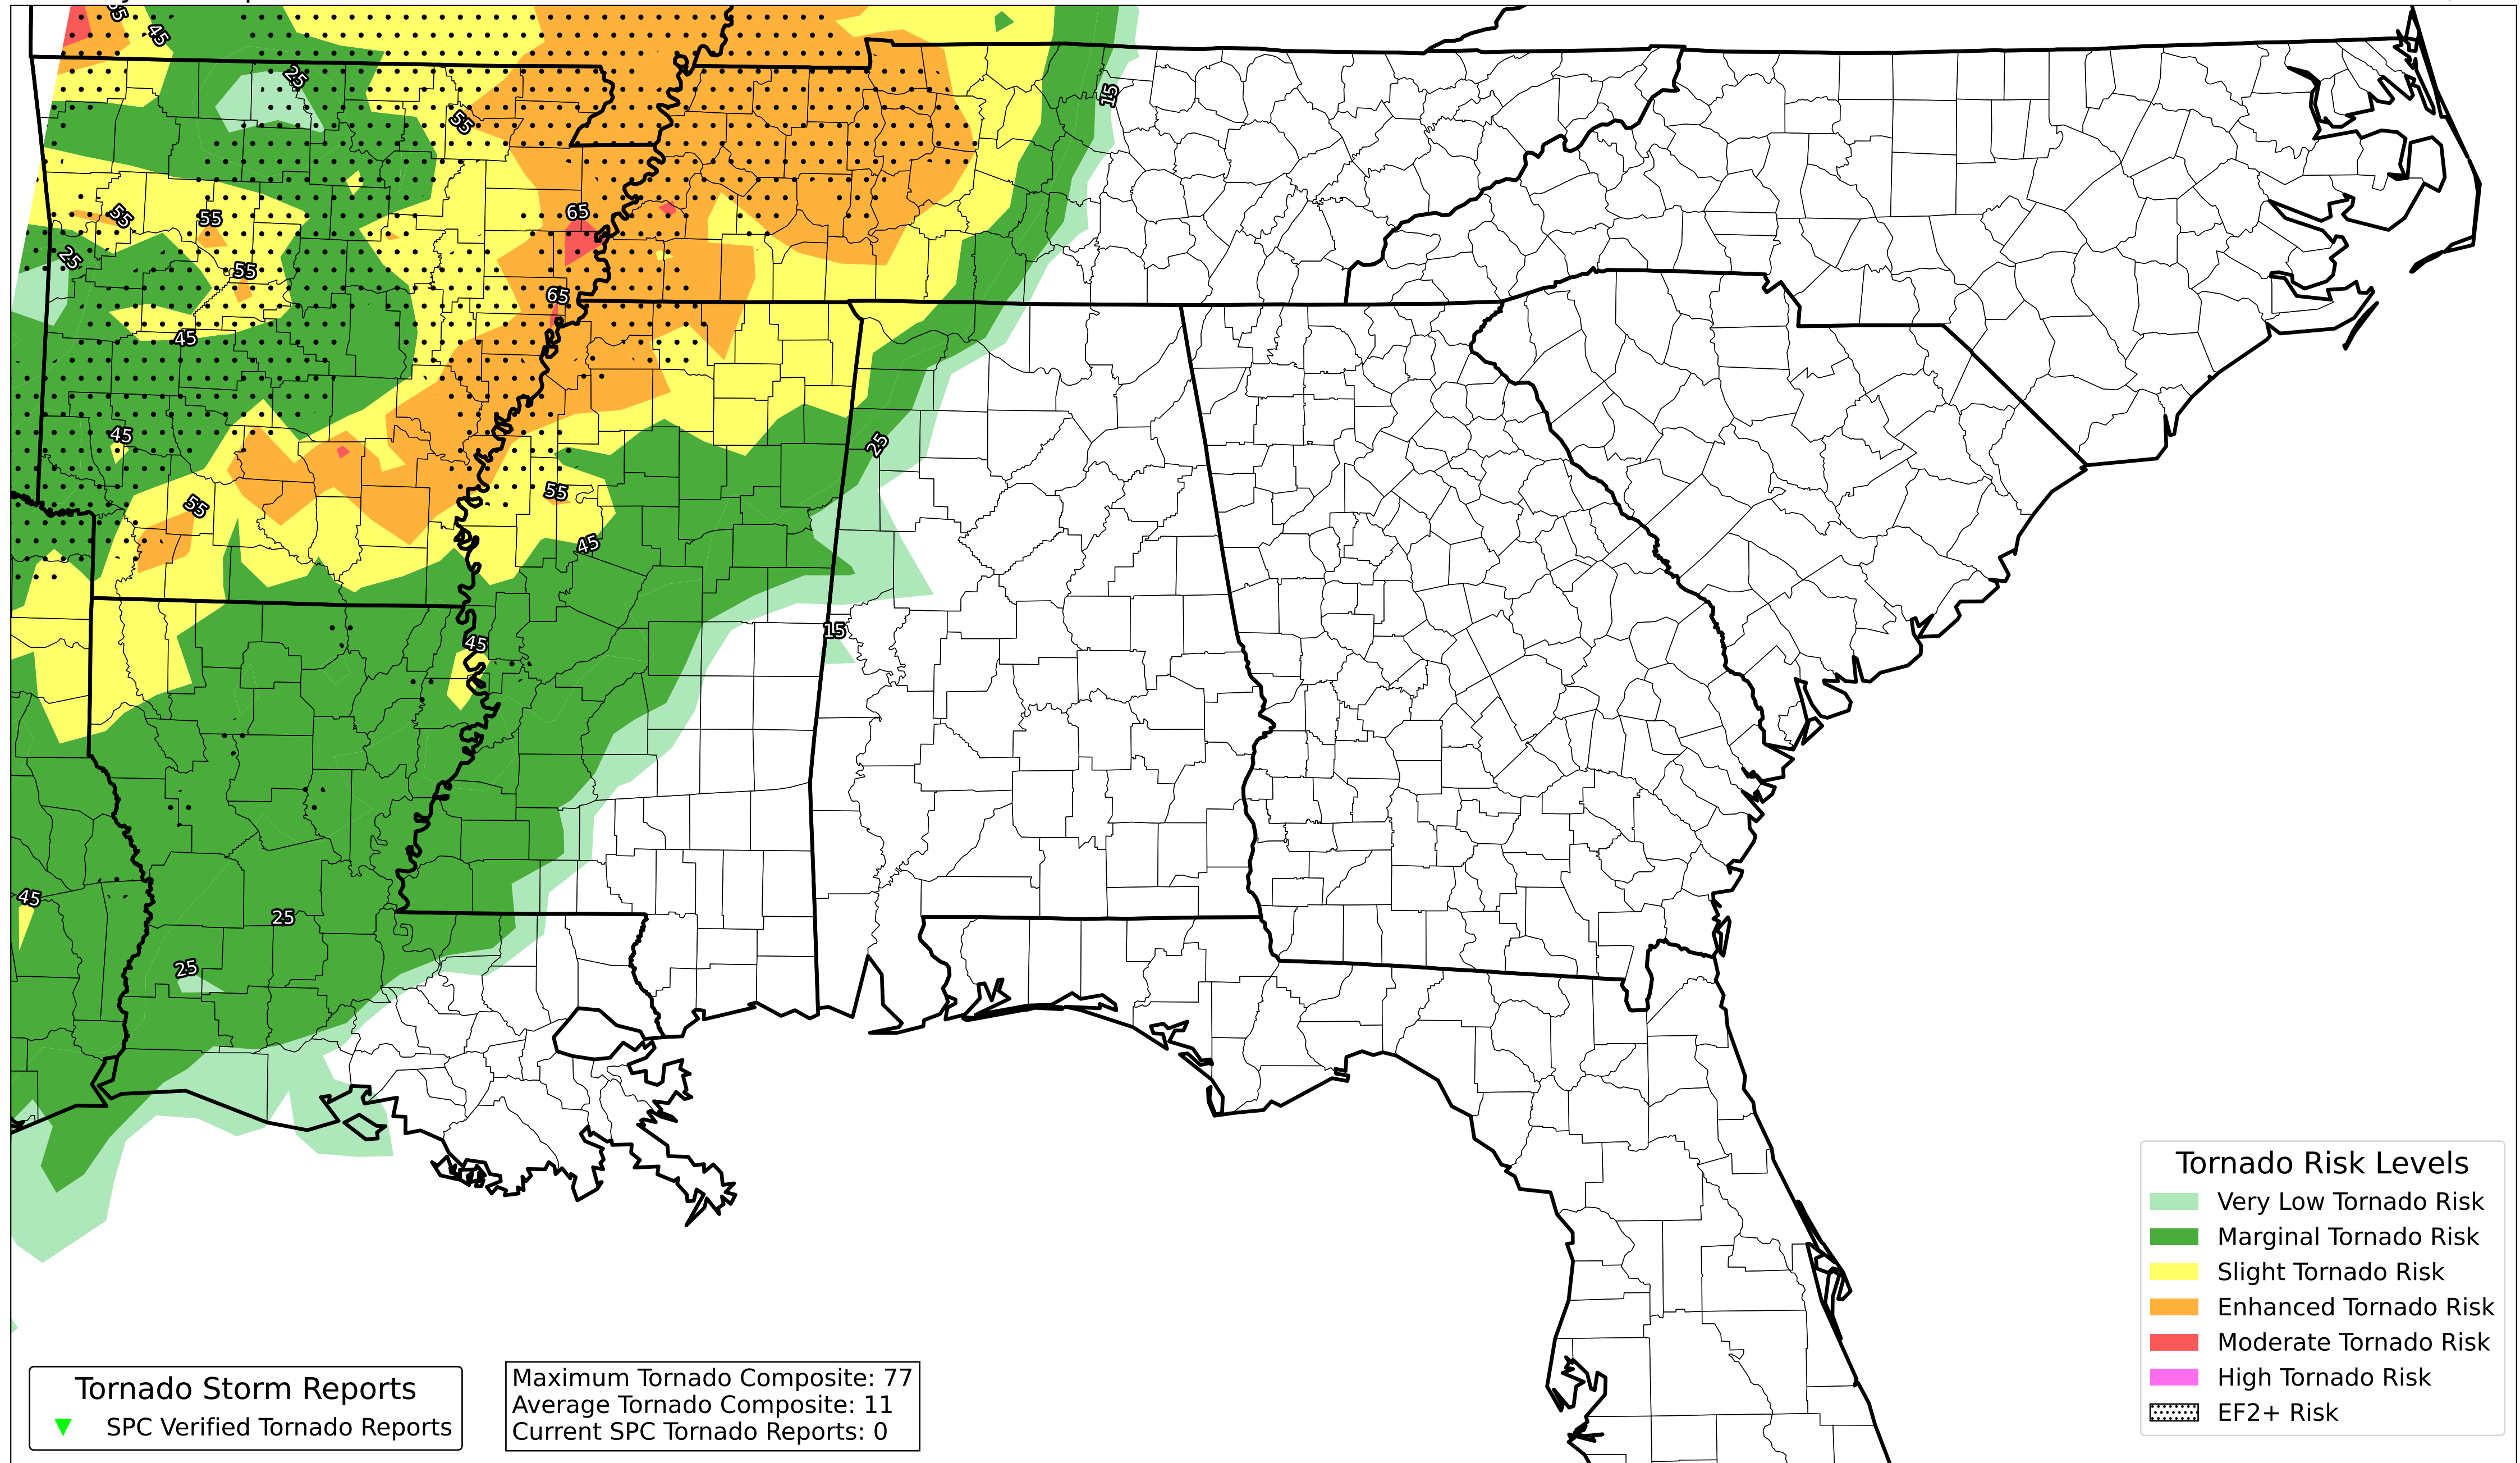 65
45
25
15
55
55
55
55
25
65
55
65
45
45
25
55
55
45
15
45
45
25
25
Tornado Risk Levels
Very Low Tornado Risk
Marginal Tornado Risk
Slight Tornado Risk
Enhanced Tornado Risk
Moderate Tornado Risk
High Tornado Risk
EF2+ Risk
Tornado Storm Reports
SPC Verified Tornado Reports
Maximum Tornado Composite: 77
Average Tornado Composite: 11
Current SPC Tornado Reports: 0